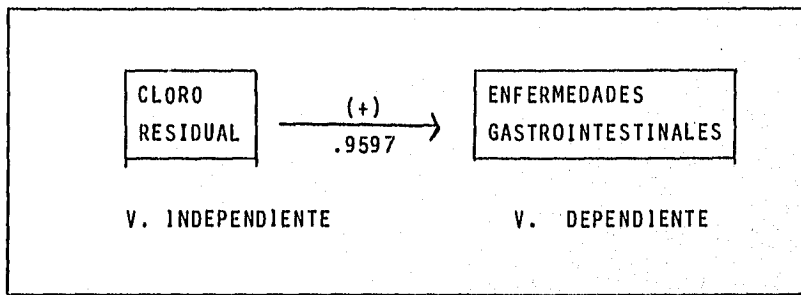 CLORO
RESIDUAL
(+)
.9597
ENFERMEDADES
GASTROINTESTINALES
V. INDEPENDIENTE
V. DEPENDIENTE